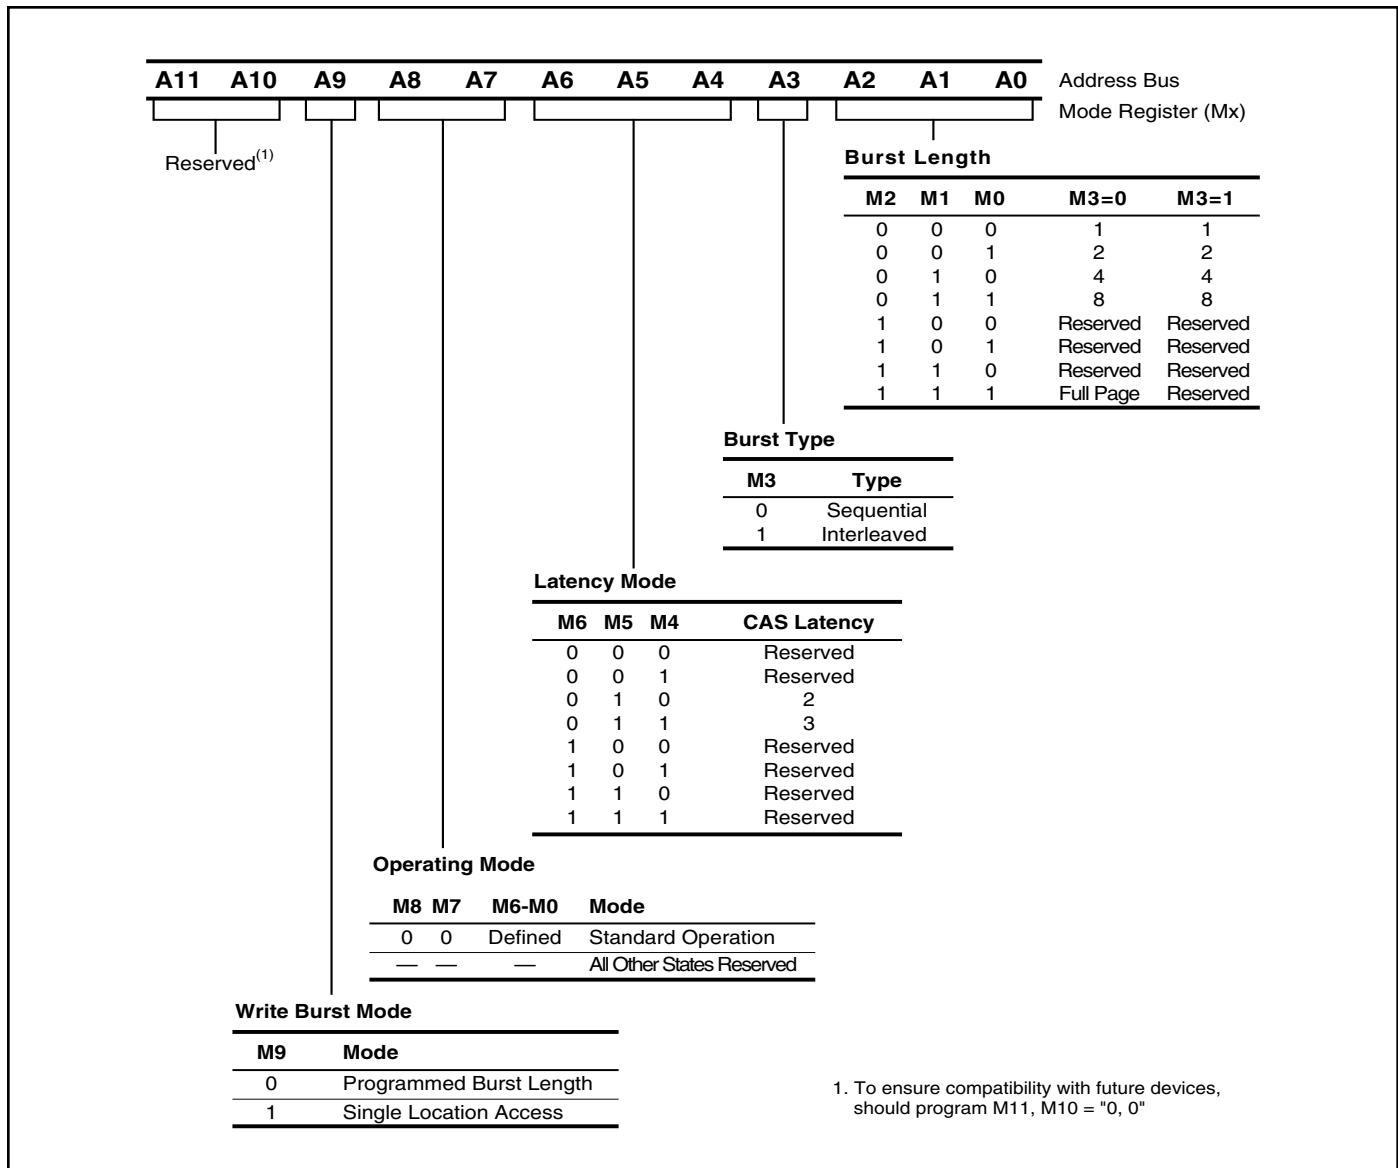 A11 A10 A9 A8 A7 A6 A5 A4 A3 A2 A1 A0 Address Bus
Mode Register (Mx)
Reserved(1)
Burst Length
M2 M1 M0 M3=0 M3=1
0 0 0 1 1
0 0 1 2 2
0 1 0 4 4
0 1 1 8 8
1 0 0 Reserved Reserved
1 0 1 Reserved Reserved
1 1 0 Reserved Reserved
1 1 1 Full Page Reserved
Burst Type
M3 Type
0 Sequential
1 Interleaved
Latency Mode
M6 M5 M4 CAS Latency
0 0 0 Reserved
0 0 1 Reserved
0 1 0 2
0 1 1 3
1 0 0 Reserved
1 0 1 Reserved
1 1 0 Reserved
1 1 1 Reserved
Operating Mode
M8 M7 M6-M0 Mode
0 0 Defined Standard Operation
— — — All Other States Reserved
Write Burst Mode
M9 Mode
0 Programmed Burst Length
1 Single Location Access
1. To ensure compatibility with future devices,
should program M11, M10 = "0, 0"